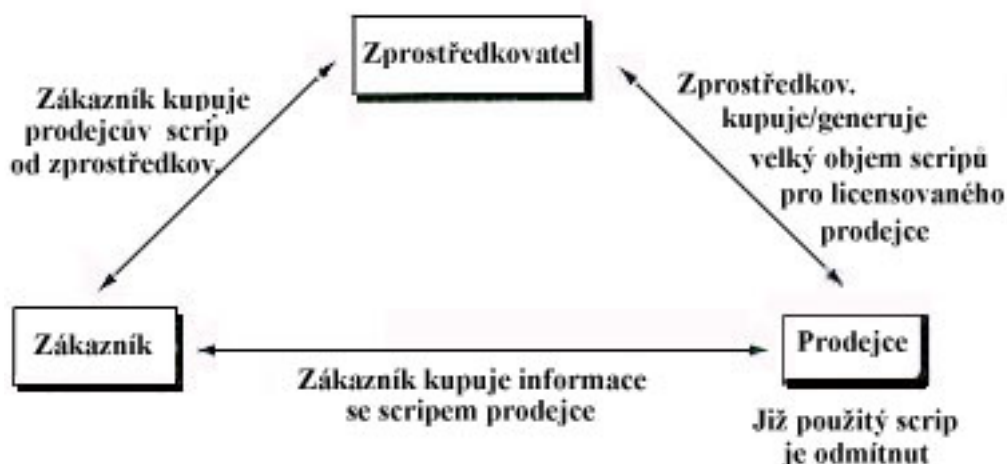 Zprostředkovatel
Zákazník kupuje
prodejcův scrip
od zprostředkov.
Zprostředkov.
kupuje/generuje
velký objem scripů
pro licensovaného
prodejce
Zákazník
Prodejce
Zákazník kupuje informace
se scripem prodejce
Již použitý scrip
je odmítnut